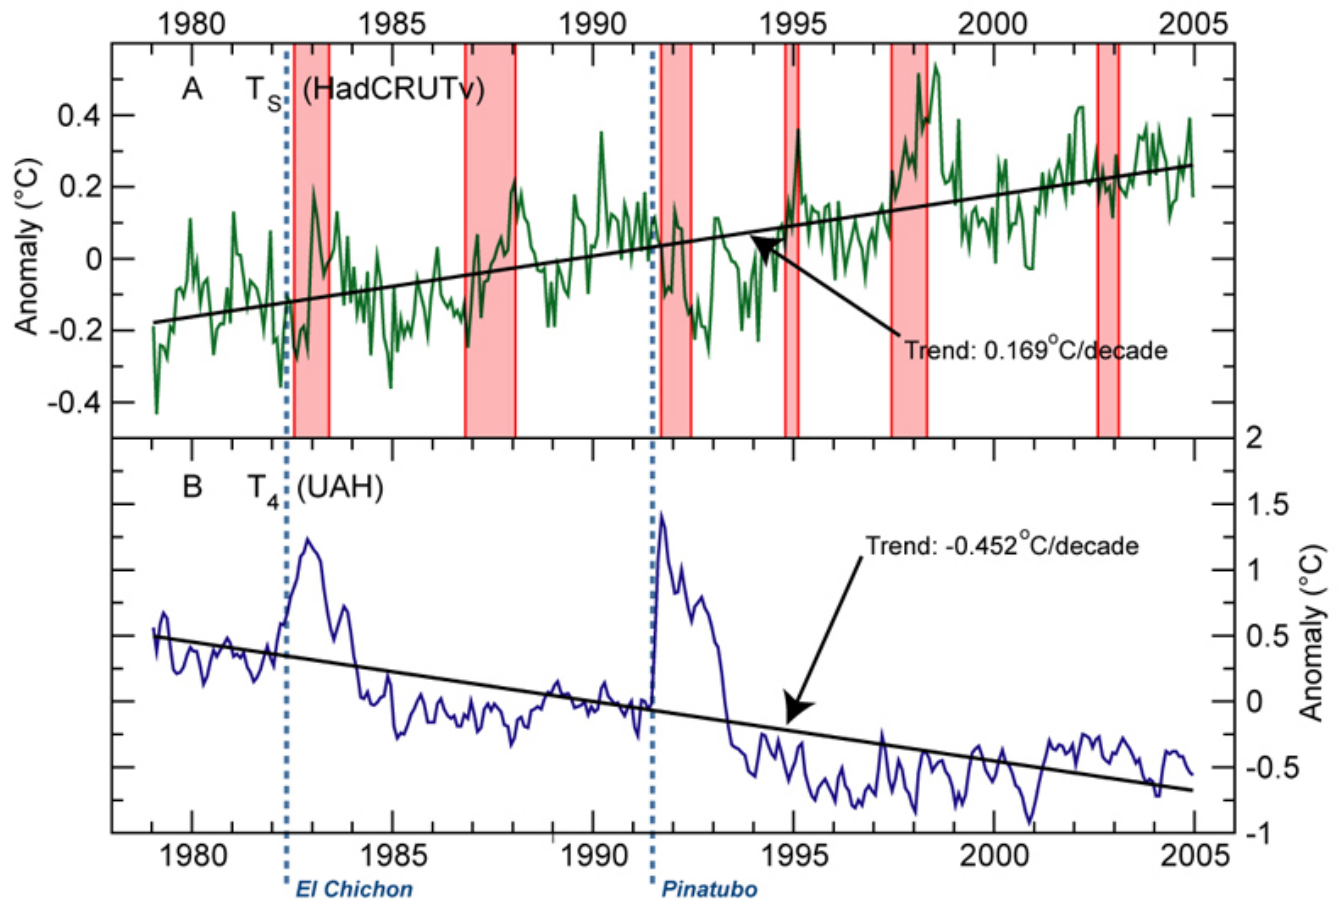 1980 1985 1990 1995 2000 2005
A TS (HadCRUTv)
0.4
0.2
0
-0.2
-0.4
Anomaly (°C)
Trend: 0.169°C/decade
B T4 (UAH)
2
1.5
1
0.5
0
-0.5
-1
Anomaly (°C)
Trend: -0.452°C/decade
1980 1985 1990 1995 2000 2005
El Chichon Pinatubo